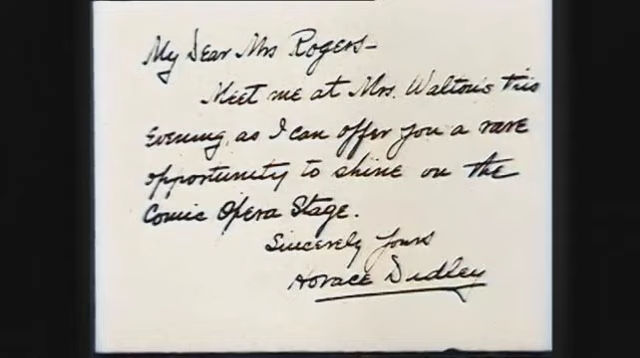 My Dear Mrs Rogers-
Meet me at Mrs. Walton's this
Evening, as I can offer you a rare
opportunity to shine on the
Comic Opera Stage.
Sincerely Yours
Horace Dudley